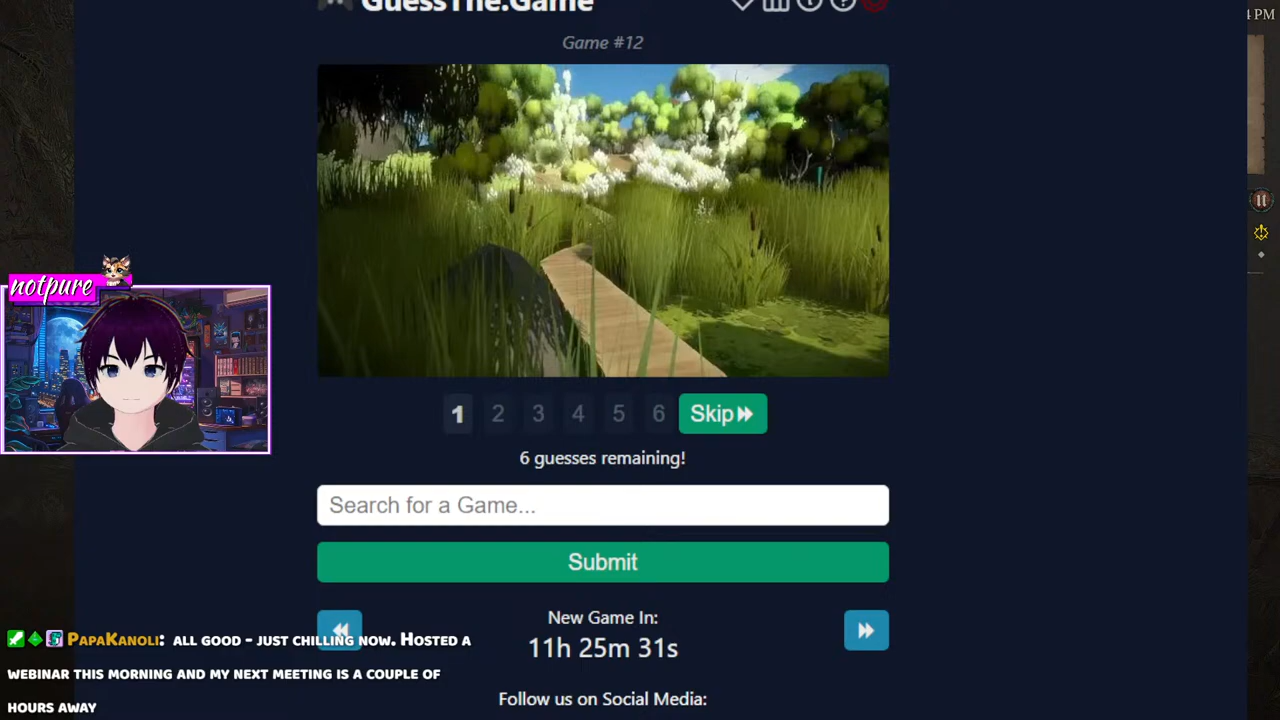 GuessThe.Game
4 PM
Game #12
notpure
1 2 3 4 5 6 Skip
6 guesses remaining!
Search for a Game...
Submit
New Game In:
11h 25m 31s
Follow us on Social Media:
PapaKanoli: all good - just chilling now. Hosted a
webinar this morning and my next meeting is a couple of
hours away